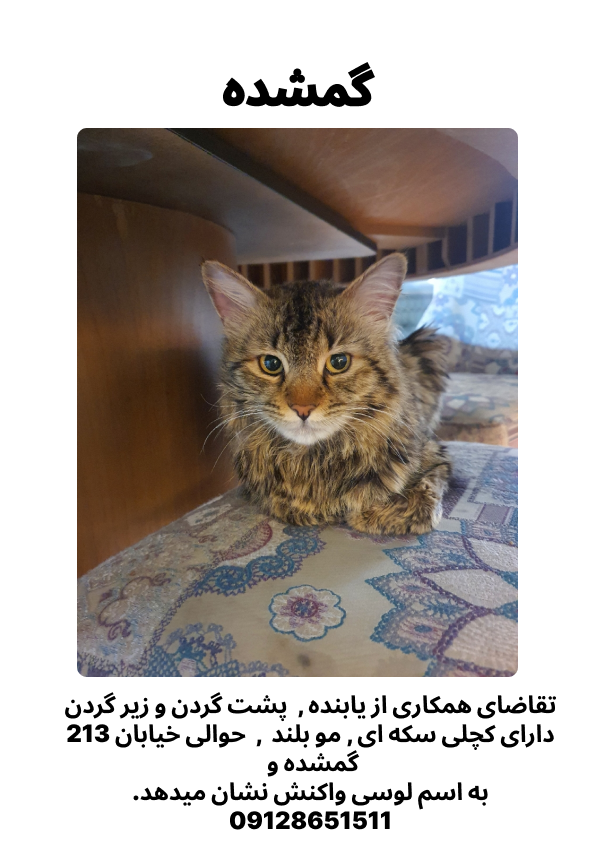 گمشده
تقاضای همکاری از یابنده , پشت گردن و زیر گردن
دارای کچلی سکه ای , مو بلند , حوالی خیابان 213
گمشده و
به اسم لوسی واکنش نشان میدهد.
09128651511